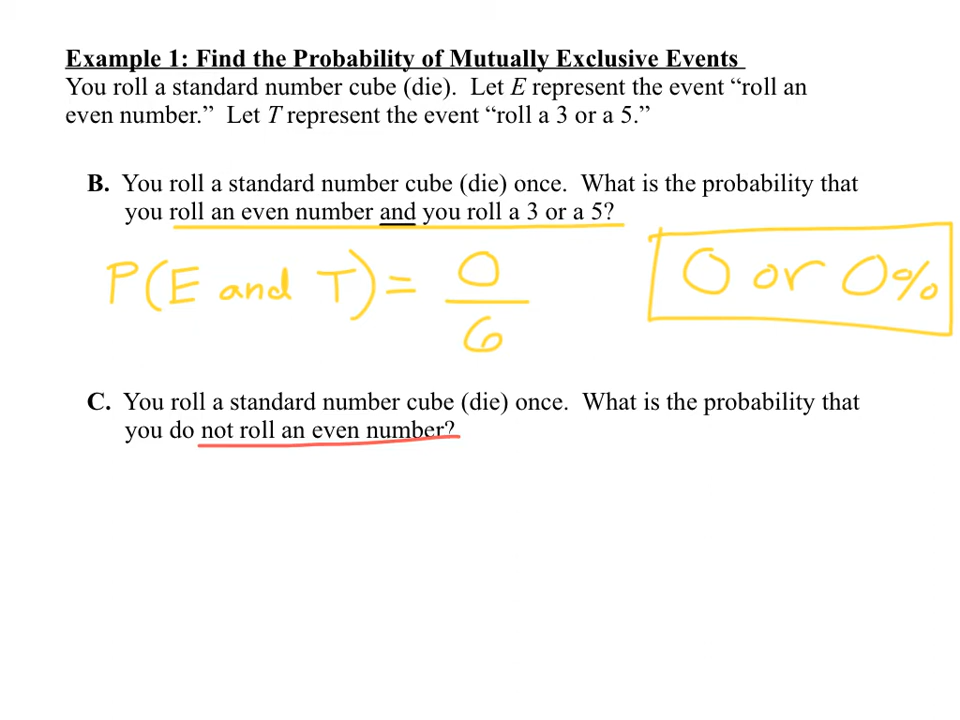 Example 1: Find the Probability of Mutually Exclusive Events
You roll a standard number cube (die). Let E represent the event “roll an
even number.” Let T represent the event “roll a 3 or a 5.”
B. You roll a standard number cube (die) once. What is the probability that
you roll an even number and you roll a 3 or a 5?
P(E and T) = 0/6
0 or 0%
C. You roll a standard number cube (die) once. What is the probability that
you do not roll an even number?